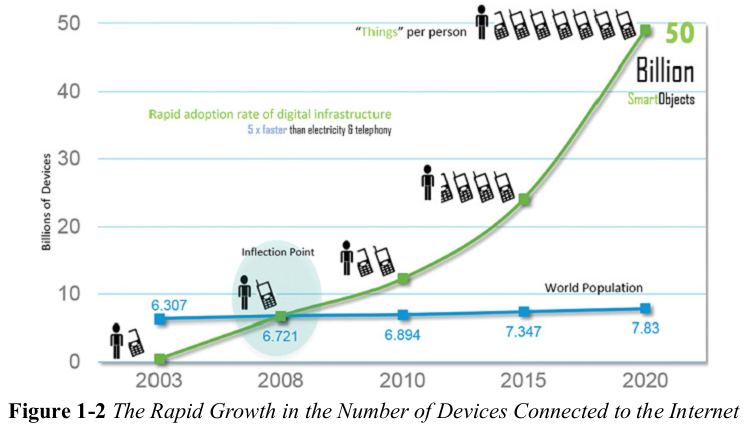 50
"Things" per person
50
Billion
SmartObjects
40
Rapid adoption rate of digital infrastructure
5 x faster than electricity & telephony
30
Billions of Devices
20
Inflection Point
10
World Population
6.307
6.721
6.894
7.347
7.83
0
2003
2008
2010
2015
2020
Figure 1-2 The Rapid Growth in the Number of Devices Connected to the Internet